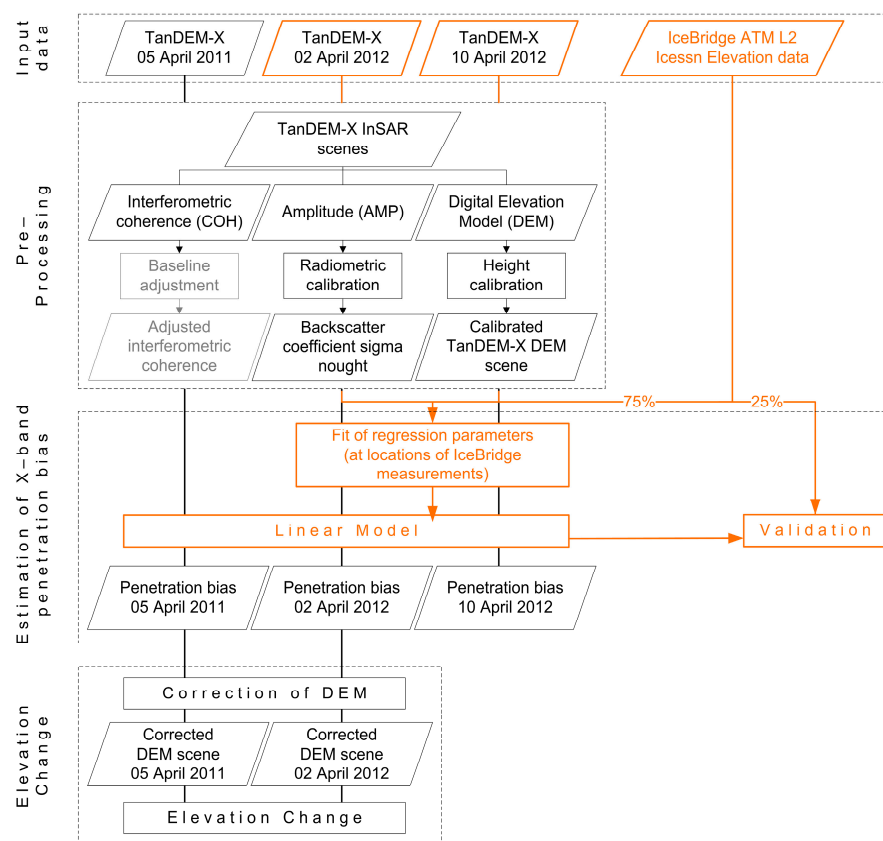 Input
data
TanDEM-X
05 April 2011
TanDEM-X
02 April 2012
TanDEM-X
10 April 2012
IceBridge ATM L2
Icessn Elevation data
Pre–
Processing
TanDEM-X InSAR
scenes
Interferometric
coherence (COH)
Amplitude (AMP)
Digital Elevation
Model (DEM)
Baseline
adjustment
Radiometric
calibration
Height
calibration
Adjusted
interferometric
coherence
Backscatter
coefficient sigma
nought
Calibrated
TanDEM-X DEM
scene
75%
25%
Estimation of X–band
penetration bias
Fit of regression parameters
(at locations of IceBridge
measurements)
Linear Model
Validation
Penetration bias
05 April 2011
Penetration bias
02 April 2012
Penetration bias
10 April 2012
Elevation
Change
Correction of DEM
Corrected
DEM scene
05 April 2011
Corrected
DEM scene
02 April 2012
Elevation Change